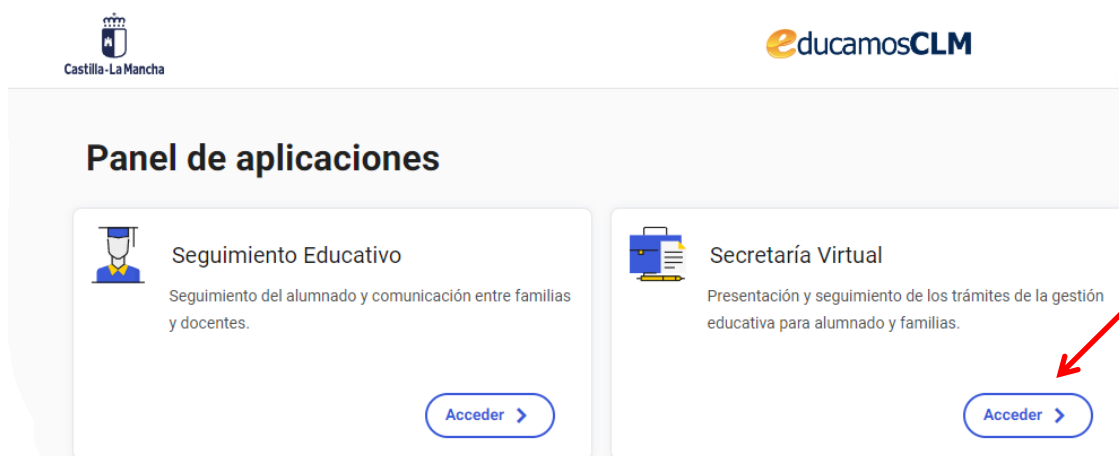 Castilla-La Mancha
educamosCLM
Panel de aplicaciones
Seguimiento Educativo
Seguimiento del alumnado y comunicación entre familias
y docentes.
Acceder
Secretaría Virtual
Presentación y seguimiento de los trámites de la gestión
educativa para alumnado y familias.
Acceder